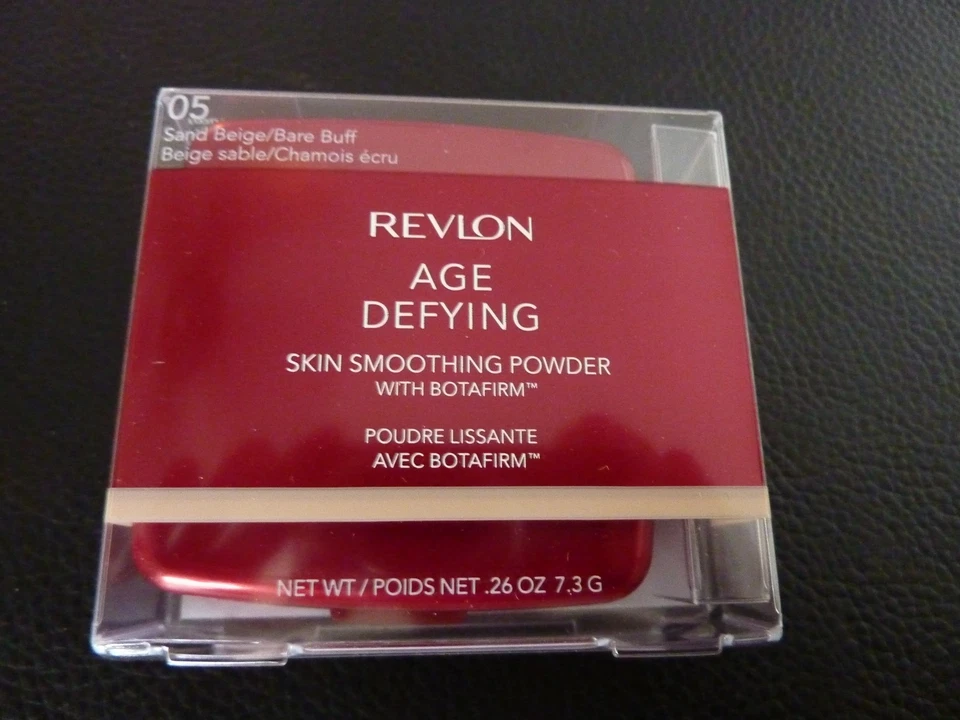 05
Sand Beige/Bare Buff
Beige sable/Chamois écru
REVLON
AGE
DEFYING
SKIN SMOOTHING POWDER
WITH BOTAFIRM™
POUDRE LISSANTE
AVEC BOTAFIRM™
NET WT / POIDS NET .26 OZ 7.3 G